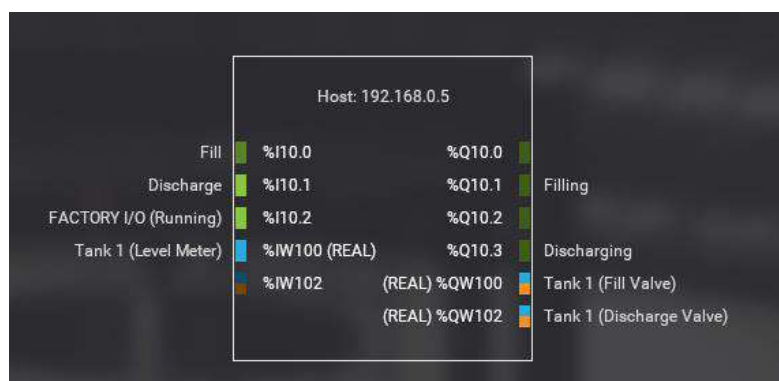 Host: 192.168.0.5
Fill %I10.0 %Q10.0
Discharge %I10.1 %Q10.1 Filling
FACTORY I/O (Running) %I10.2 %Q10.2
Tank 1 (Level Meter) %IW100 (REAL) %Q10.3 Discharging
%IW102 (REAL) %QW100 Tank 1 (Fill Valve)
(REAL) %QW102 Tank 1 (Discharge Valve)